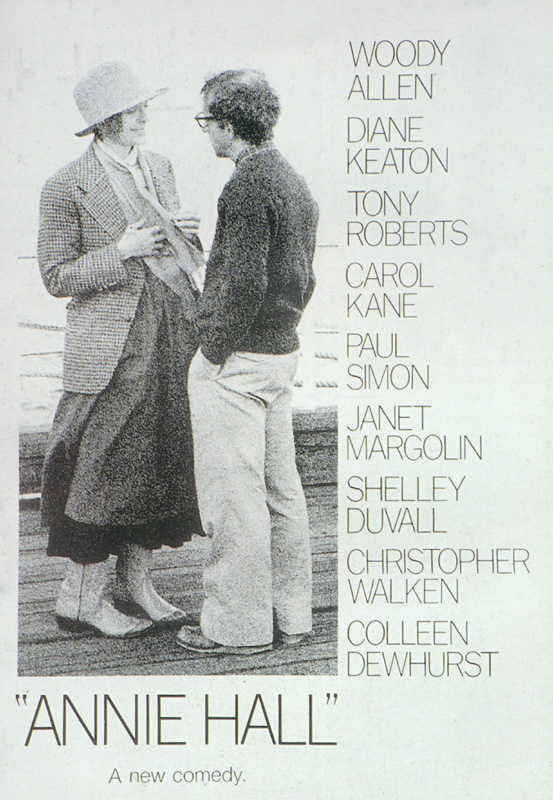 WOODY
ALLEN
DIANE
KEATON
TONY
ROBERTS
CAROL
KANE
PAUL
SIMON
JANET
MARGOLIN
SHELLEY
DUVALL
CHRISTOPHER
WALKEN
COLLEEN
DEWHURST
"ANNIE HALL"
A new comedy.